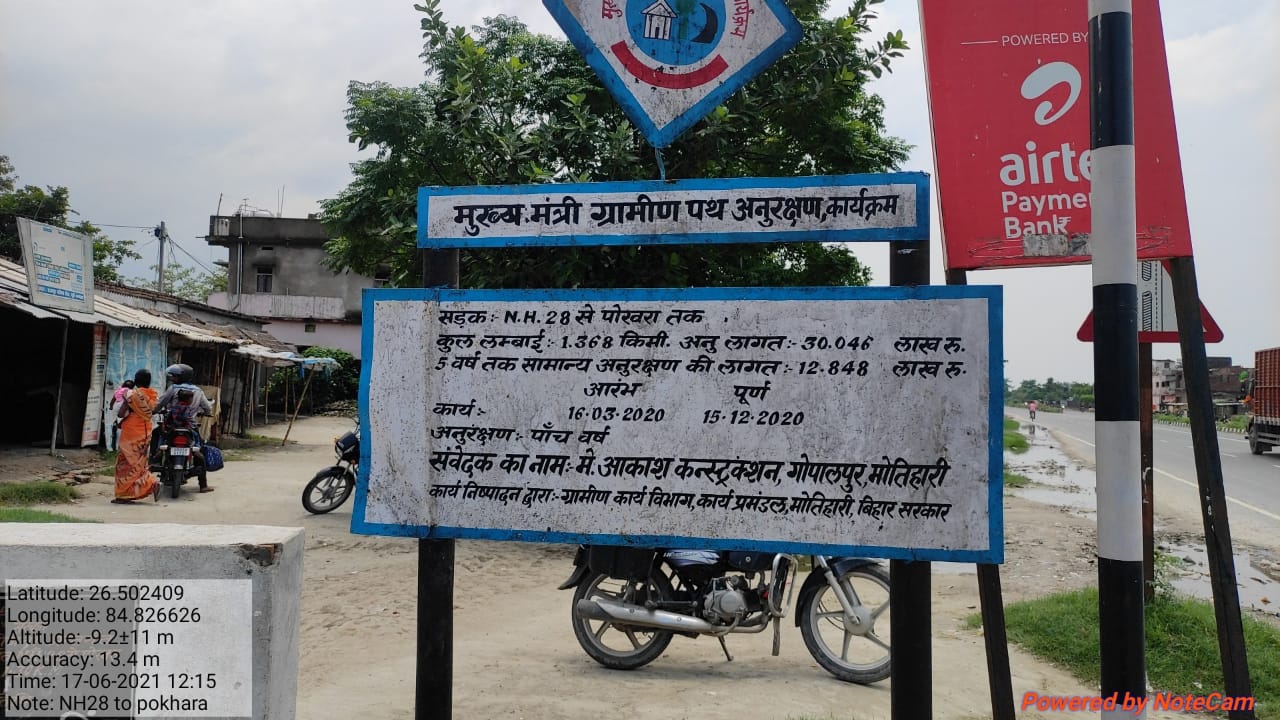 मुख्य मंत्री ग्रामीण पथ अनुरक्षण कार्यक्रम
सड़क:- N.H.28 से पोखरा तक
कुल लम्बाई:- 1.368 किमी. अनु लागत:- 30.046 लाख रु.
5 वर्ष तक सामान्य अनुरक्षण की लागत:- 12.848 लाख रु.
आरंभ पूर्ण
कार्य:- 16.03.2020 15.12.2020
अनुरक्षण:- पाँच वर्ष
संवेदक का नाम:- मे. आकाश कन्स्ट्रक्शन, गोपालपुर, मोतिहारी
कार्य निष्पादन द्वारा:- ग्रामीण कार्य विभाग, कार्य प्रमंडल, मोतिहारी, बिहार सरकार
POWERED BY
airte
Payme
Bank
Latitude: 26.502409
Longitude: 84.826626
Altitude: -9.2±11 m
Accuracy: 13.4 m
Time: 17-06-2021 12:15
Note: NH28 to pokhara
Powered by NoteCam